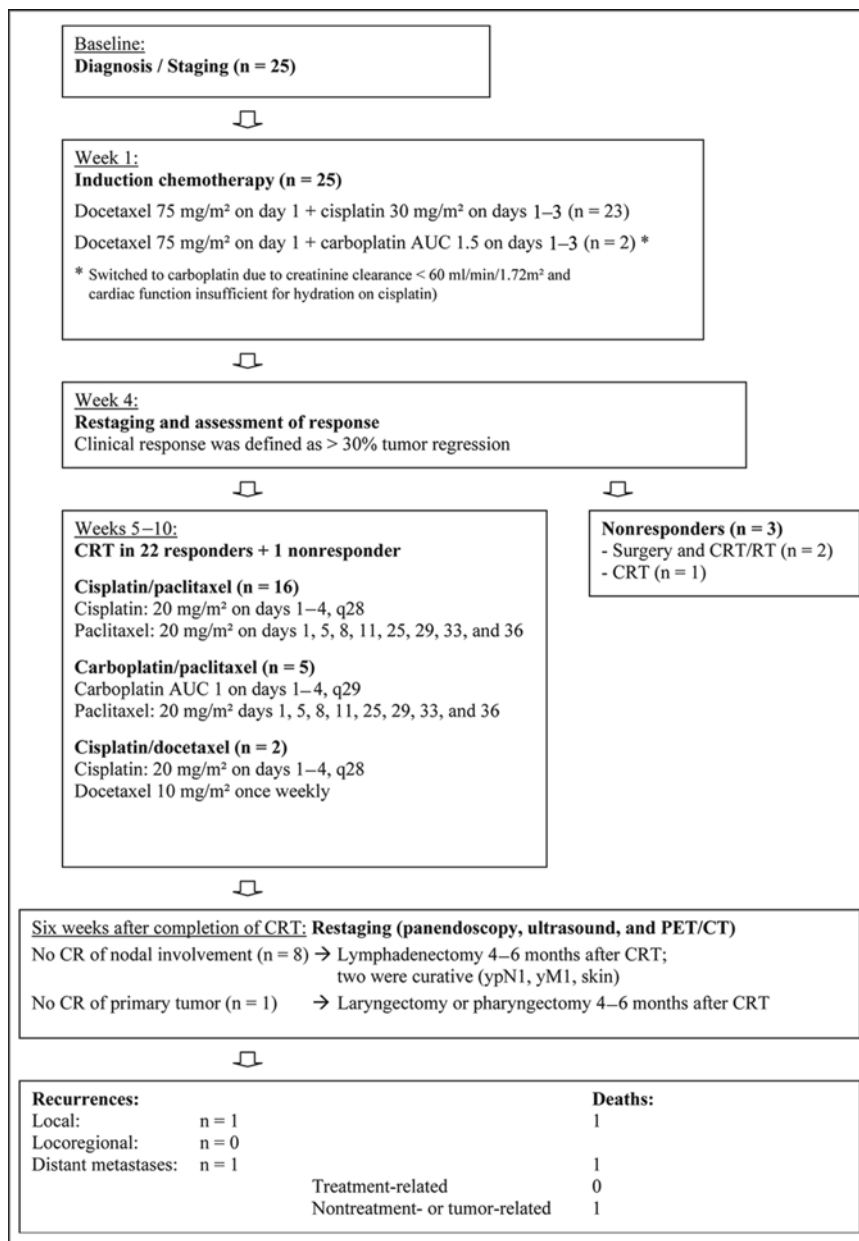 Baseline:
Diagnosis / Staging (n = 25)
Week 1:
Induction chemotherapy (n = 25)
Docetaxel 75 mg/m² on day 1 + cisplatin 30 mg/m² on days 1–3 (n = 23)
Docetaxel 75 mg/m² on day 1 + carboplatin AUC 1.5 on days 1–3 (n = 2) *
* Switched to carboplatin due to creatinine clearance < 60 ml/min/1.72m² and
cardiac function insufficient for hydration on cisplatin)
Week 4:
Restaging and assessment of response
Clinical response was defined as > 30% tumor regression
Weeks 5–10:
CRT in 22 responders + 1 nonresponder
Cisplatin/paclitaxel (n = 16)
Cisplatin: 20 mg/m² on days 1–4, q28
Paclitaxel: 20 mg/m² on days 1, 5, 8, 11, 25, 29, 33, and 36
Carboplatin/paclitaxel (n = 5)
Carboplatin AUC 1 on days 1–4, q29
Paclitaxel: 20 mg/m² days 1, 5, 8, 11, 25, 29, 33, and 36
Cisplatin/docetaxel (n = 2)
Cisplatin: 20 mg/m² on days 1–4, q28
Docetaxel 10 mg/m² once weekly
Nonresponders (n = 3)
- Surgery and CRT/RT (n = 2)
- CRT (n = 1)
Six weeks after completion of CRT: Restaging (panendoscopy, ultrasound, and PET/CT)
No CR of nodal involvement (n = 8) → Lymphadenectomy 4–6 months after CRT;
two were curative (ypN1, yM1, skin)
No CR of primary tumor (n = 1) → Laryngectomy or pharyngectomy 4–6 months after CRT
Recurrences: Deaths:
Local: n = 1 1
Locoregional: n = 0
Distant metastases: n = 1 1
Treatment-related 0
Nontreatment- or tumor-related 1